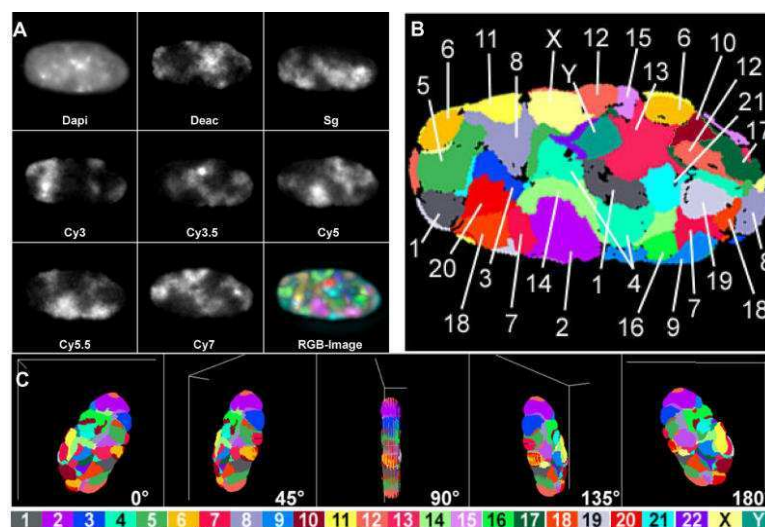 A
Dapi
Deac
Sg
Cy3
Cy3.5
Cy5
Cy5.5
Cy7
RGB-Image
B
11 X 12 15 6
6 8 Y 13 10
5 12
21
17
1
20 3 14 1 4 19 8
18 7 2 16 9 7 18
C
0° 45° 90° 135° 180
1 2 3 4 5 6 7 8 9 10 11 12 13 14 15 16 17 18 19 20 21 22 X Y